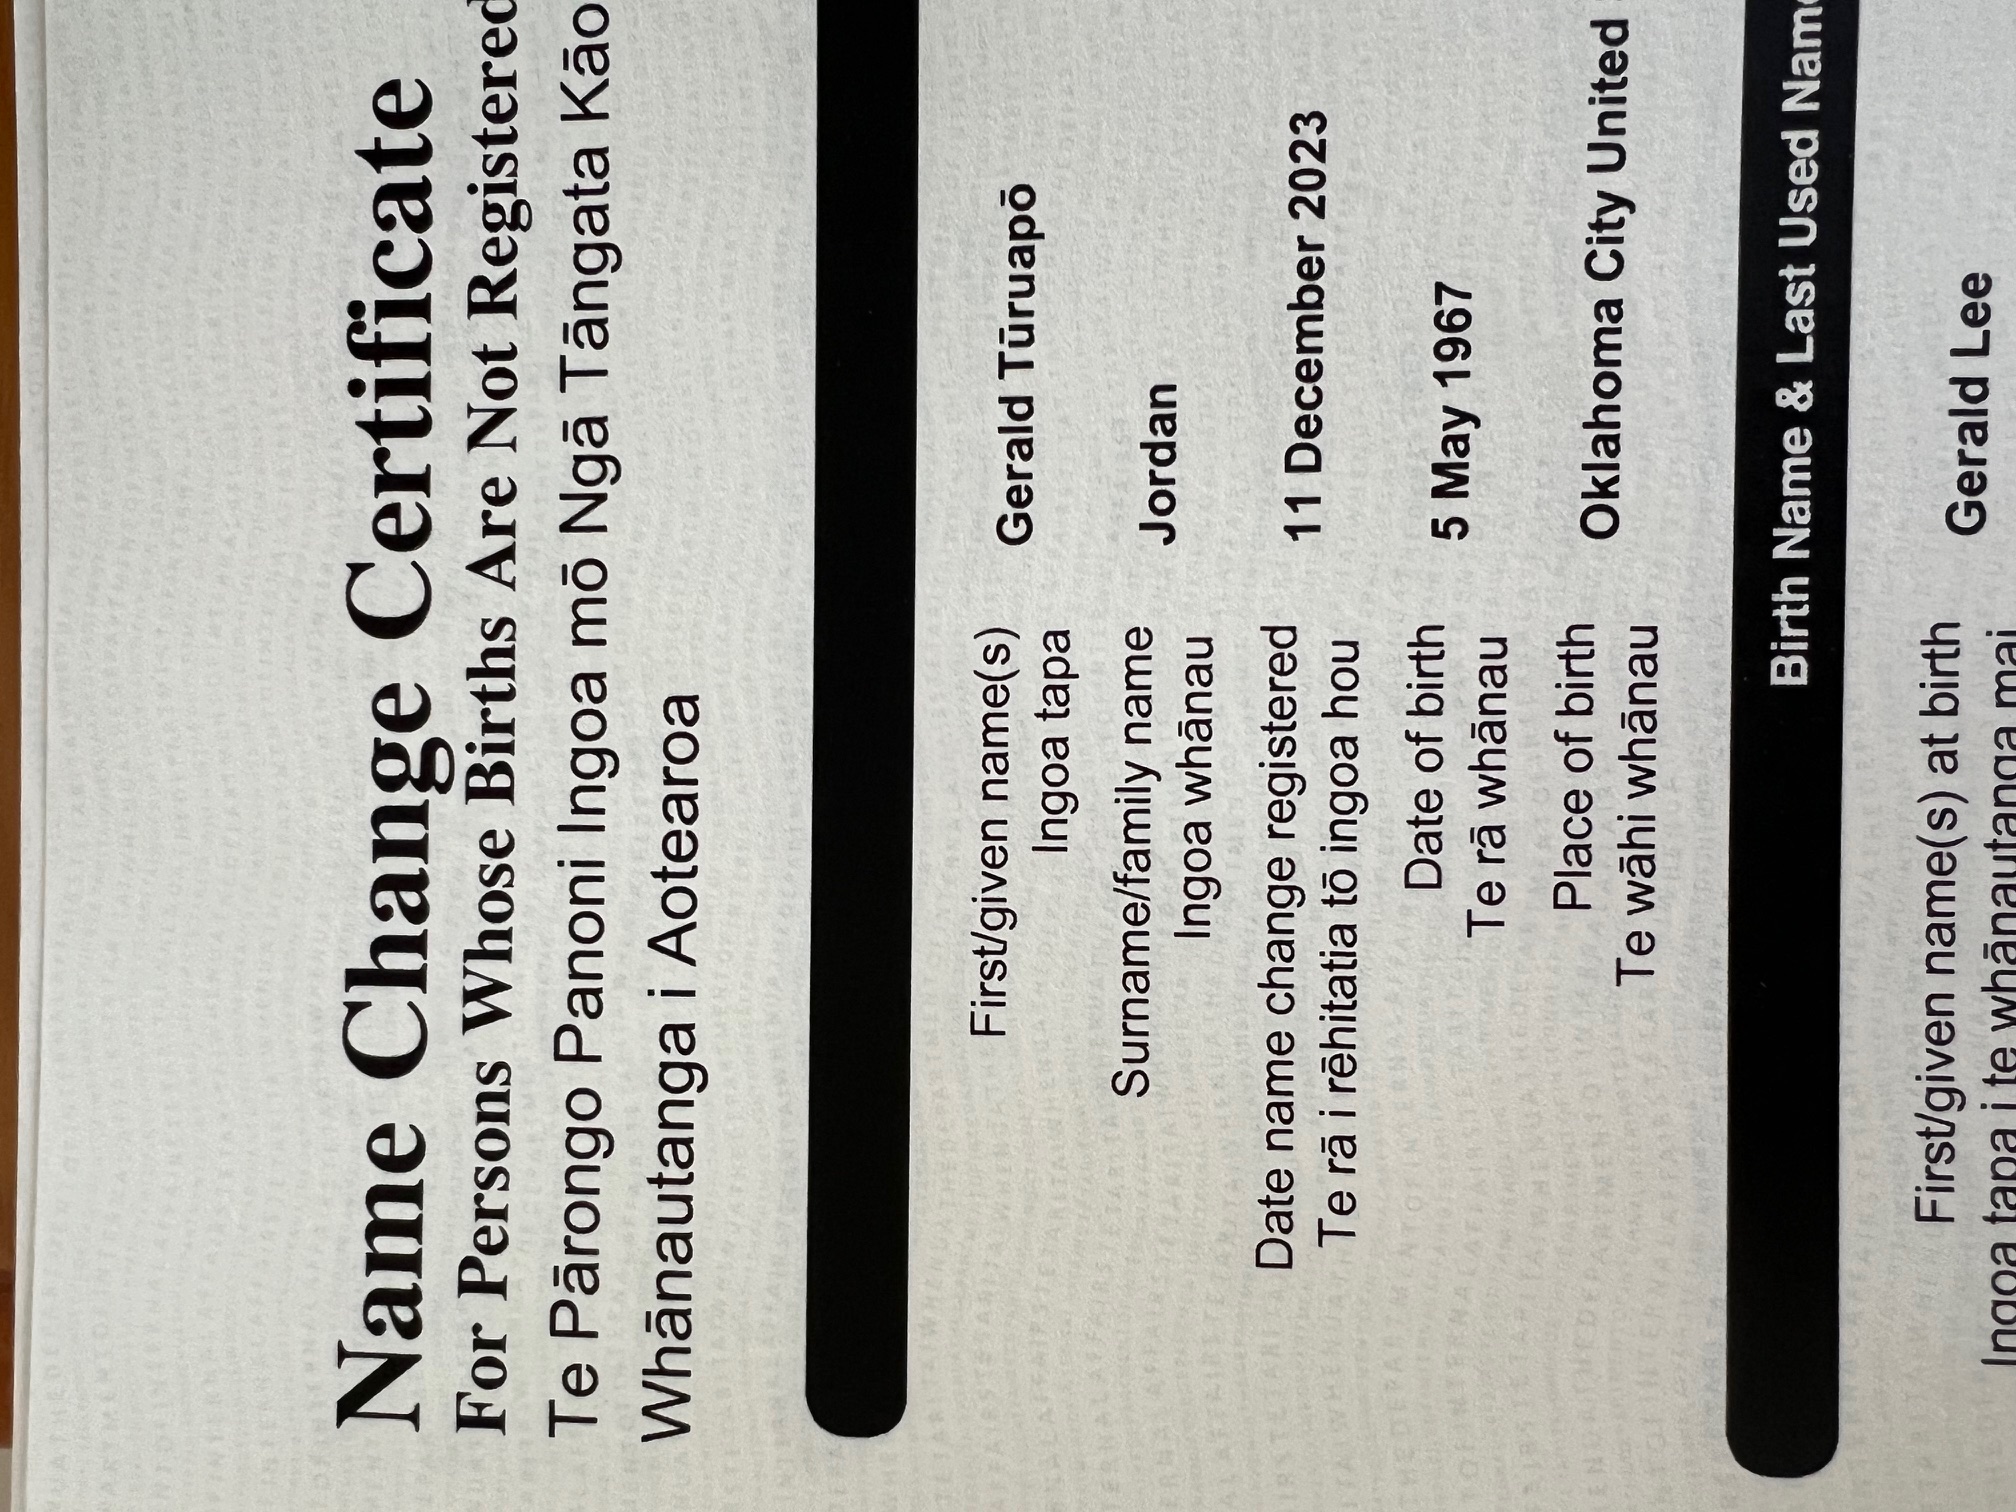 Name Change Certificate
For Persons Whose Births Are Not Registered
Te Pārongo Panoni Ingoa mō Ngā Tāngata Kāo
Whānautanga i Aotearoa
First/given name(s)
Ingoa tapa
Gerald Tūruapō
Surname/family name
Ingoa whānau
Jordan
Date name change registered
Te rā i rēhitatia tō ingoa hou
11 December 2023
Date of birth
Te rā whānau
5 May 1967
Place of birth
Te wāhi whānau
Oklahoma City United
Birth Name & Last Used Name
First/given name(s) at birth
Ingoa tapa i te whānautanga mai
Gerald Lee